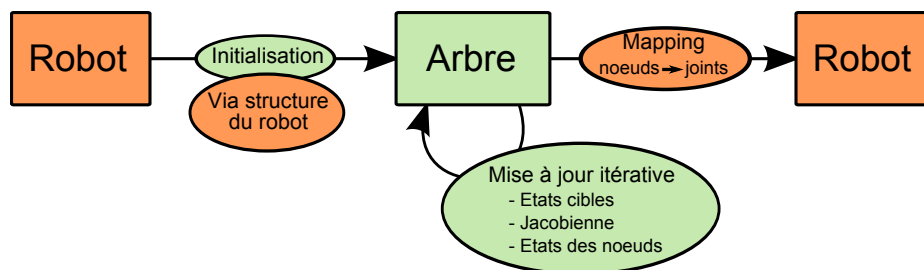 Robot
Initialisation
Via structure
du robot
Arbre
Mapping
noeuds→joints
Robot
Mise à jour itérative
- Etats cibles
- Jacobienne
- Etats des noeuds